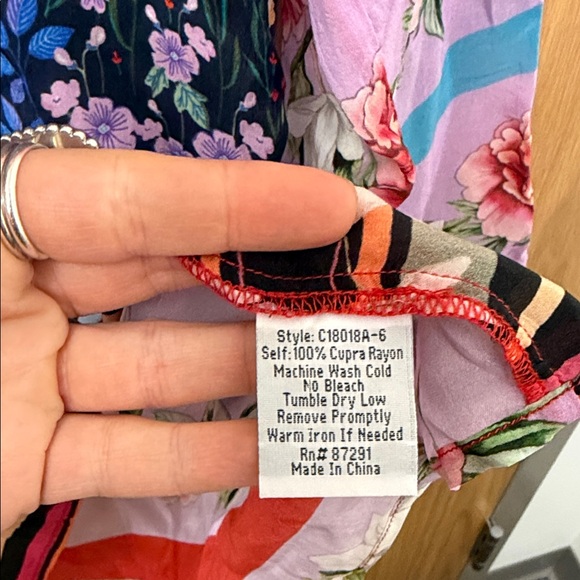 Style: C18018A-6
Self:100% Cupra Rayon
Machine Wash Cold
No Bleach
Tumble Dry Low
Remove Promptly
Warm Iron If Needed
Rn# 87291
Made In China